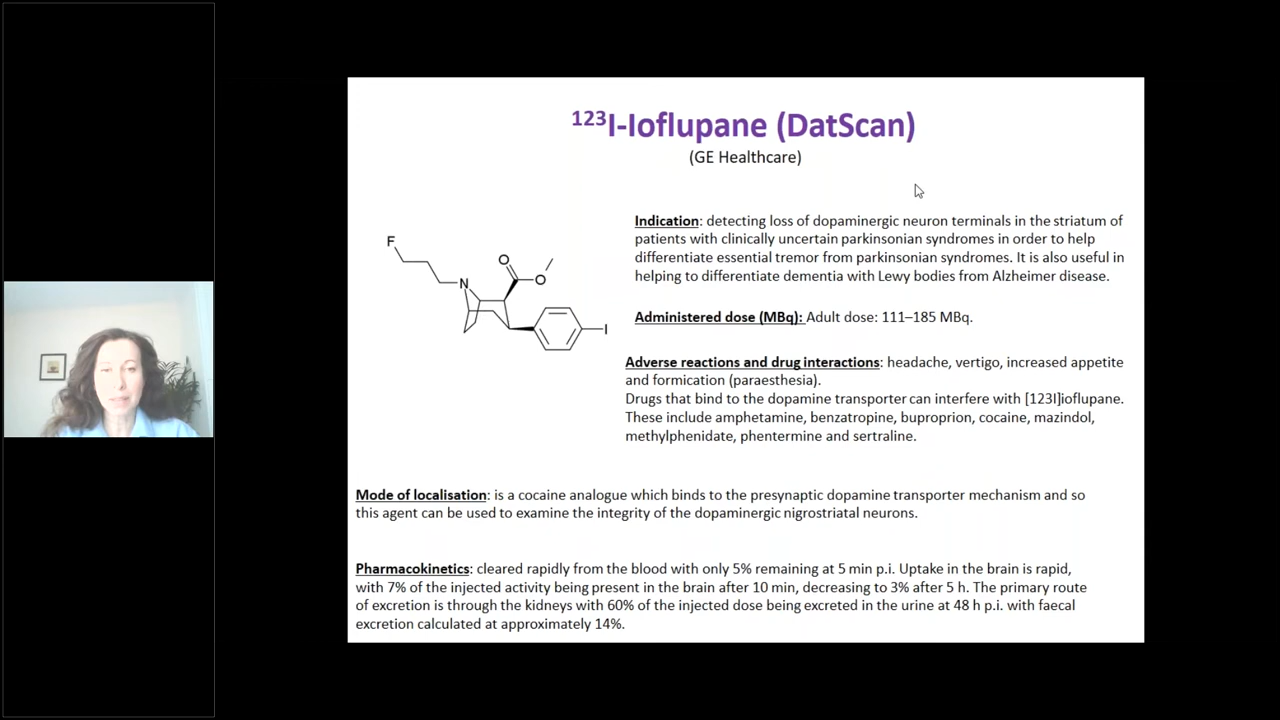 ¹²³I-Ioflupane (DatScan)
(GE Healthcare)
Indication: detecting loss of dopaminergic neuron terminals in the striatum of
patients with clinically uncertain parkinsonian syndromes in order to help
differentiate essential tremor from parkinsonian syndromes. It is also useful in
helping to differentiate dementia with Lewy bodies from Alzheimer disease.
F
N
O
O
I
Administered dose (MBq): Adult dose: 111–185 MBq.
Adverse reactions and drug interactions: headache, vertigo, increased appetite
and formication (paraesthesia).
Drugs that bind to the dopamine transporter can interfere with [123I]ioflupane.
These include amphetamine, benzatropine, buproprion, cocaine, mazindol,
methylphenidate, phentermine and sertraline.
Mode of localisation: is a cocaine analogue which binds to the presynaptic dopamine transporter mechanism and so
this agent can be used to examine the integrity of the dopaminergic nigrostriatal neurons.
Pharmacokinetics: cleared rapidly from the blood with only 5% remaining at 5 min p.i. Uptake in the brain is rapid,
with 7% of the injected activity being present in the brain after 10 min, decreasing to 3% after 5 h. The primary route
of excretion is through the kidneys with 60% of the injected dose being excreted in the urine at 48 h p.i. with faecal
excretion calculated at approximately 14%.